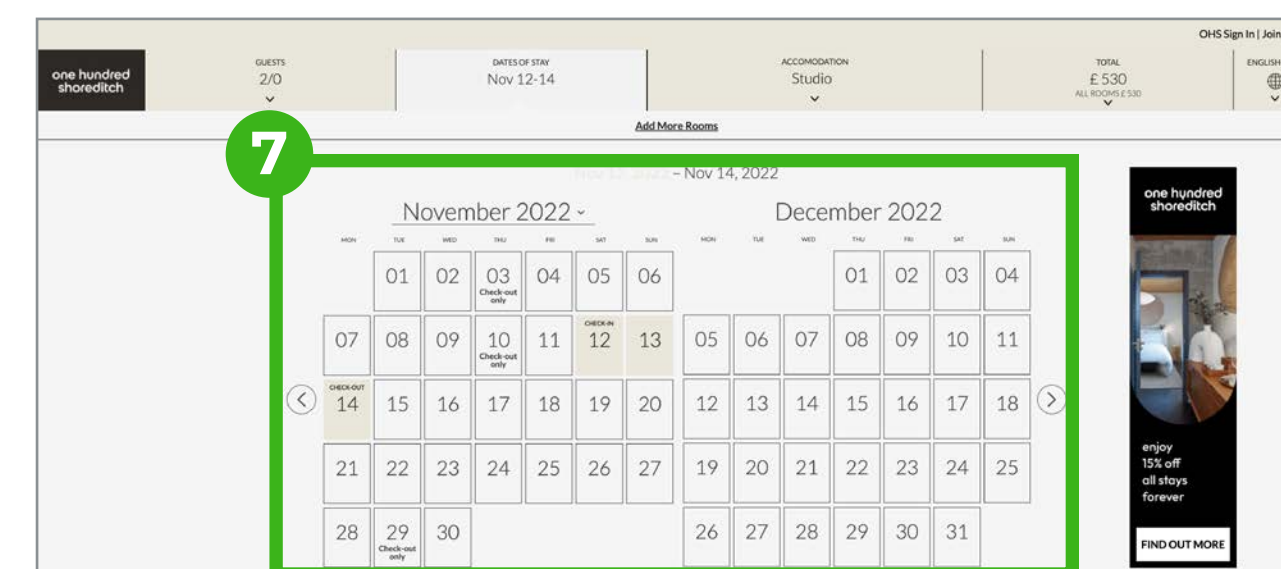 OHS Sign In | Join
one hundred
shoreditch
GUESTS
2/0
DATES OF STAY
Nov 12-14
ACCOMODATION
Studio
TOTAL
£ 530
ALL ROOMS £ 530
ENGLISH
Add More Rooms
7
Nov 12, 2022 – Nov 14, 2022
November 2022
MON TUE WED THU FRI SAT SUN
01 02 03 04 05 06
Check-out
only
CHECK-IN
07 08 09 10 11 12 13
Check-out
only
CHECK-OUT
14 15 16 17 18 19 20
21 22 23 24 25 26 27
28 29 30
Check-out
only
December 2022
MON TUE WED THU FRI SAT SUN
01 02 03 04
05 06 07 08 09 10 11
12 13 14 15 16 17 18
19 20 21 22 23 24 25
26 27 28 29 30 31
one hundred
shoreditch
enjoy
15% off
all stays
forever
FIND OUT MORE